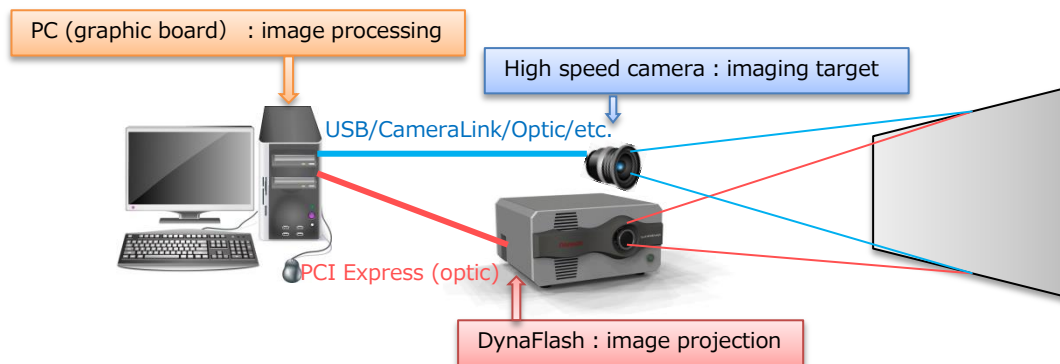 PC (graphic board） : image processing
High speed camera : imaging target
USB/CameraLink/Optic/etc.
PCI Express (optic)
DynaFlash : image projection